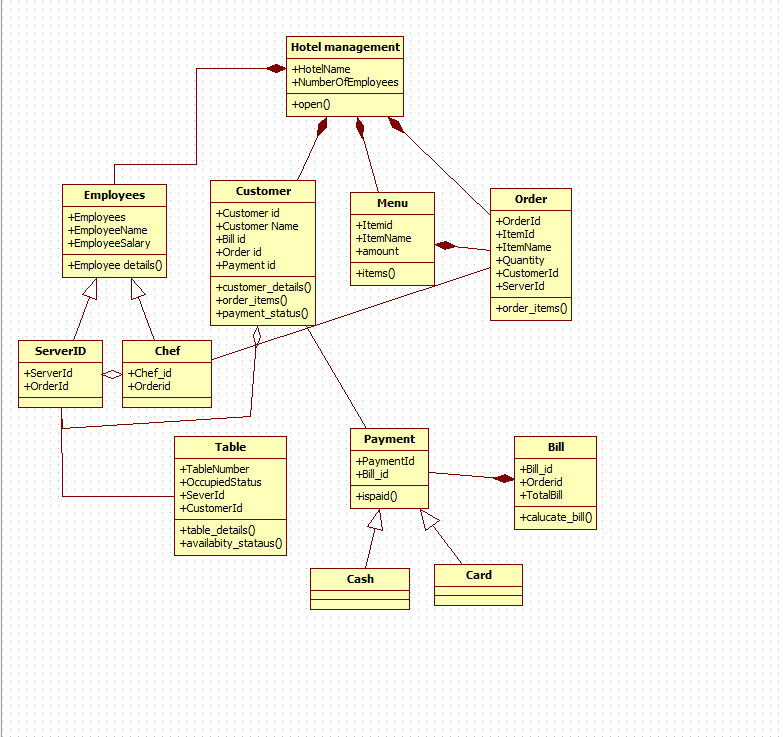 Hotel management
+HotelName
+NumberOfEmployees
+open()
Employees
+Employees
+EmployeeName
+EmployeeSalary
+Employee details()
Customer
+Customer id
+Customer Name
+Bill id
+Order id
+Payment id
+customer_details()
+order_items()
+payment_status()
Menu
+Itemid
+ItemName
+amount
+items()
Order
+OrderId
+ItemId
+ItemName
+Quantity
+CustomerId
+ServerId
+order_items()
ServerID
+ServerId
+OrderId
Chef
+Chef_id
+Orderid
Table
+TableNumber
+OccupiedStatus
+SeverId
+CustomerId
+table_details()
+availabity_stataus()
Payment
+PaymentId
+Bill_id
+ispaid()
Bill
+Bill_id
+Orderid
+TotalBill
+calucate_bill()
Cash
Card